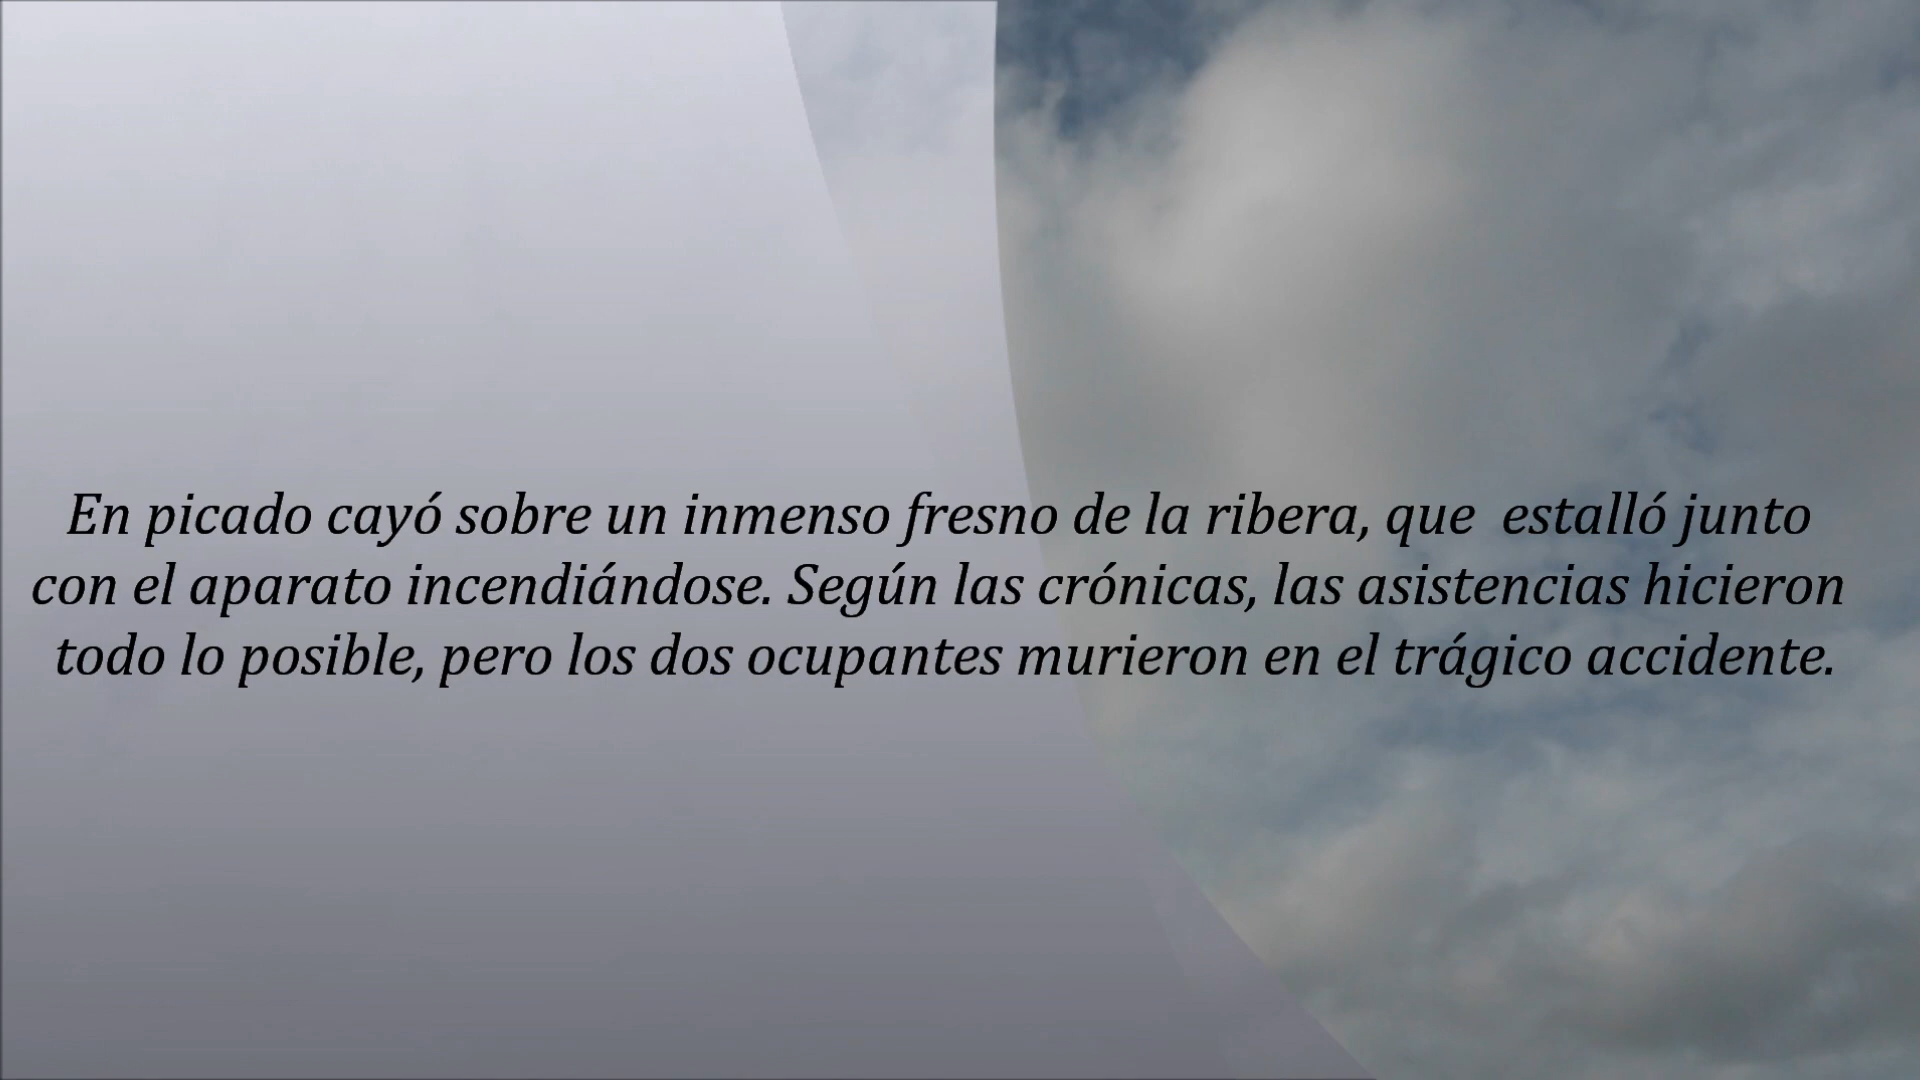 En picado cayó sobre un inmenso fresno de la ribera, que  estalló junto
con el aparato incendiándose. Según las crónicas, las asistencias hicieron
todo lo posible, pero los dos ocupantes murieron en el trágico accidente.